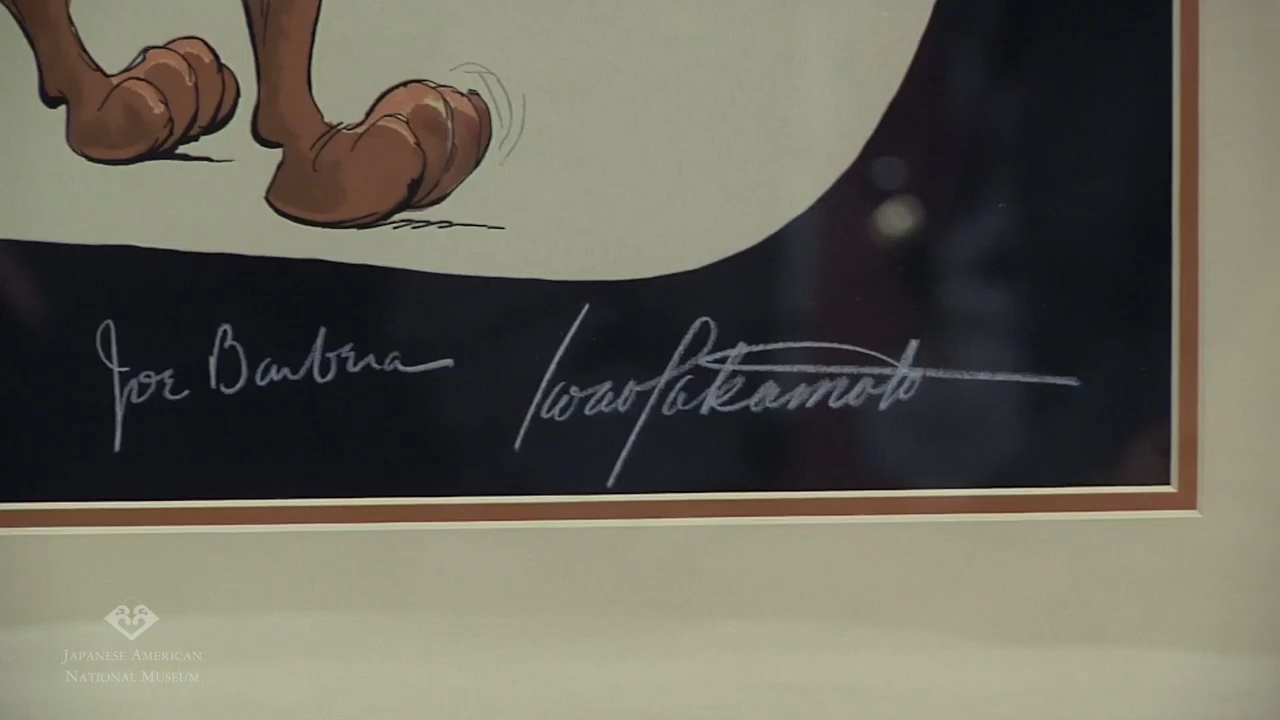 Joe Barbera
Iwao Takamoto
JAPANESE AMERICAN
NATIONAL MUSEUM